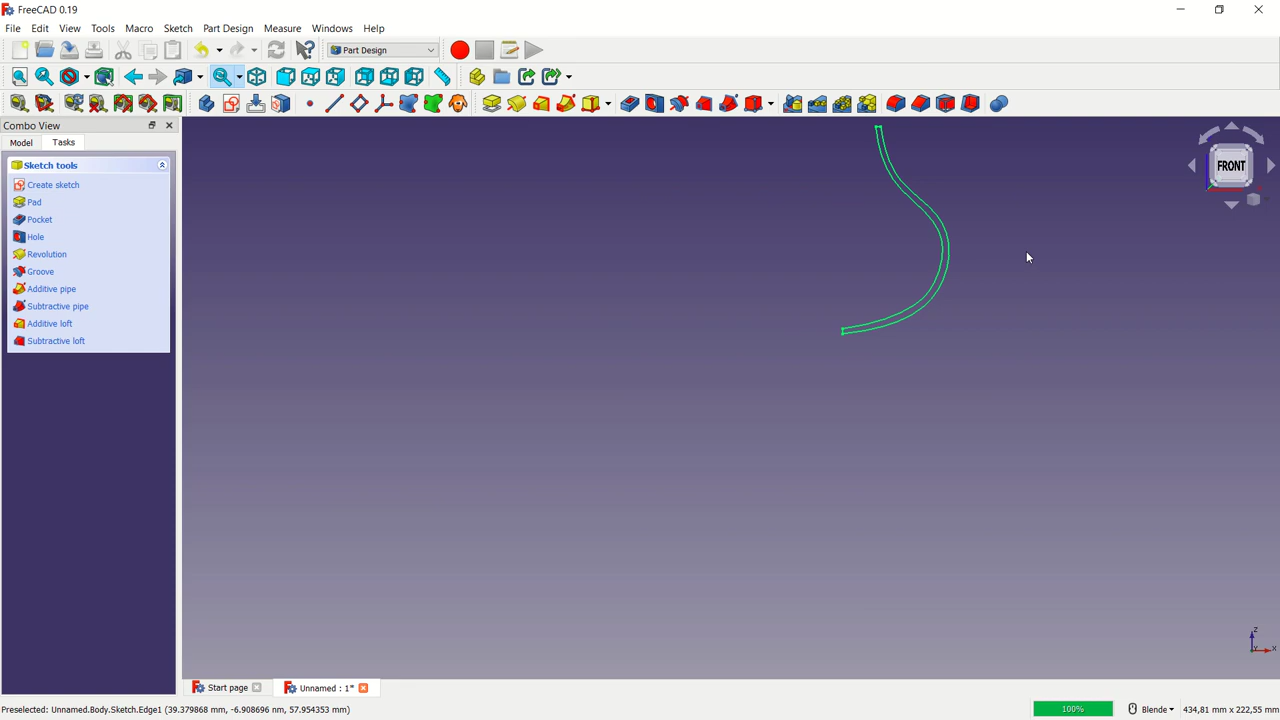 FreeCAD 0.19
File Edit View Tools Macro Sketch Part Design Measure Windows Help
Part Design
Combo View
Model Tasks
Sketch tools
Create sketch
Pad
Pocket
Hole
Revolution
Groove
Additive pipe
Subtractive pipe
Additive loft
Subtractive loft
FRONT
Z
X
Start page Unnamed : 1*
Preselected: Unnamed.Body.Sketch.Edge1 (39.379868 mm, -6.908696 nm, 57.954353 mm) 100% Blende 434,81 mm x 222,55 mm